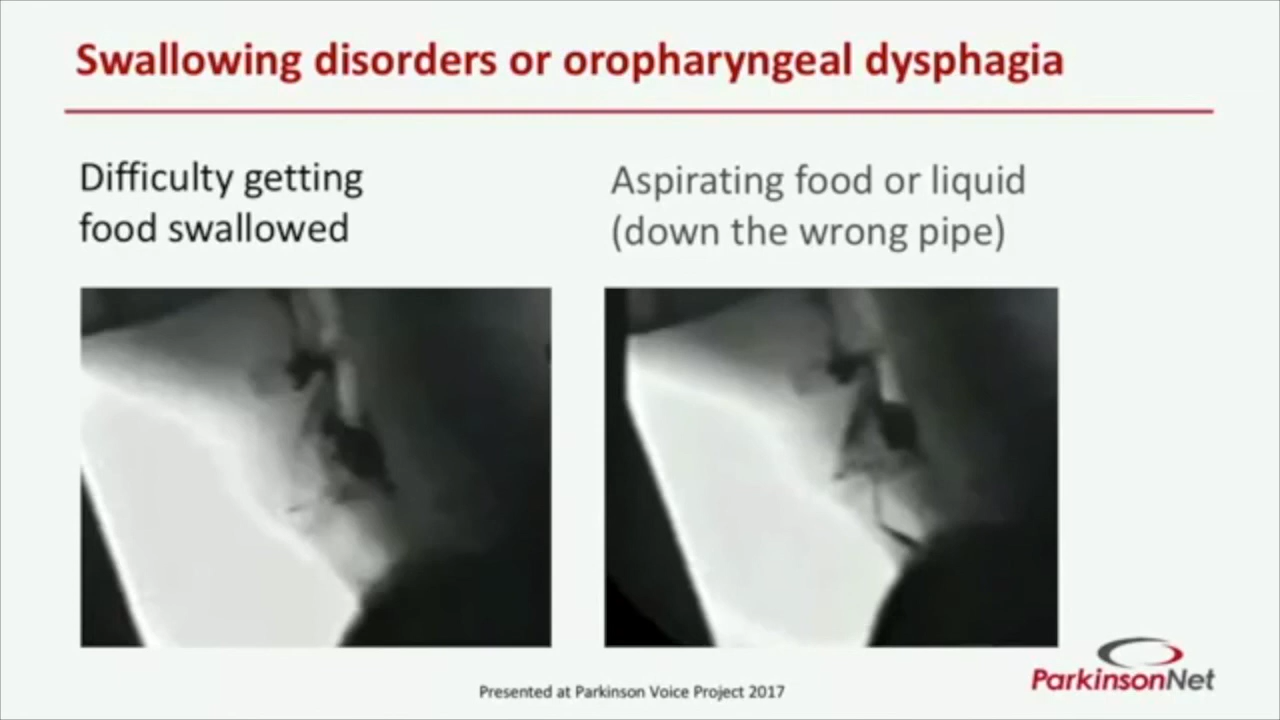 Swallowing disorders or oropharyngeal dysphagia
Difficulty getting
food swallowed
Aspirating food or liquid
(down the wrong pipe)
Presented at Parkinson Voice Project 2017
ParkinsonNet